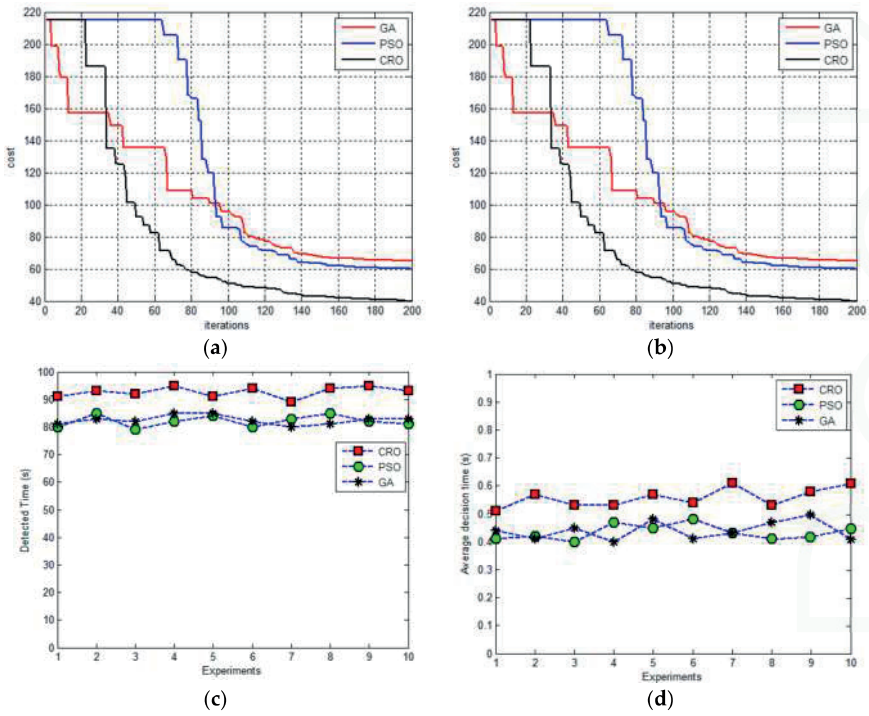 220
200
180
160
140
120
100
80
60
40
cost
GA
PSO
CRO
0 20 40 60 80 100 120 140 160 180 200
iterations
(a)
220
200
180
160
140
120
100
80
60
40
cost
GA
PSO
CRO
0 20 40 60 80 100 120 140 160 180 200
iterations
(b)
100
90
80
70
60
50
40
30
20
10
0
Detected Time (s)
CRO
PSO
GA
1 2 3 4 5 6 7 8 9 10
Experiments
(c)
1
0.9
0.8
0.7
0.6
0.5
0.4
0.3
0.2
0.1
0
Average decision time (s)
CRO
PSO
GA
1 2 3 4 5 6 7 8 9 10
Experiments
(d)